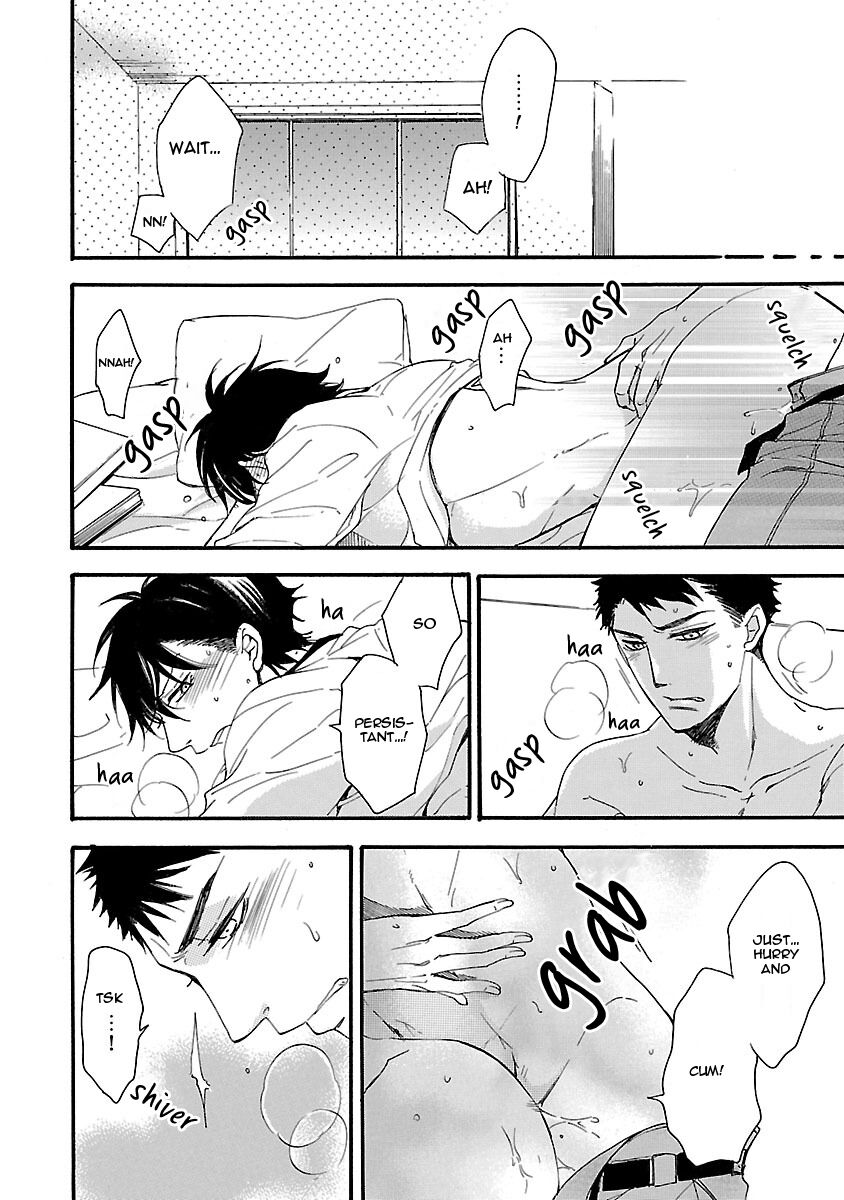 ......!
AH!
WAIT...
NN!
gasp
squelch
gasp
AH
....
gasp
squelch
NNAH!
gasp
haa
haa
gasp
SO
PERSIS-
TANT...!
ha
haa
JUST...
HURRY
AND
CUM!
grab
TSK
....!
shiver